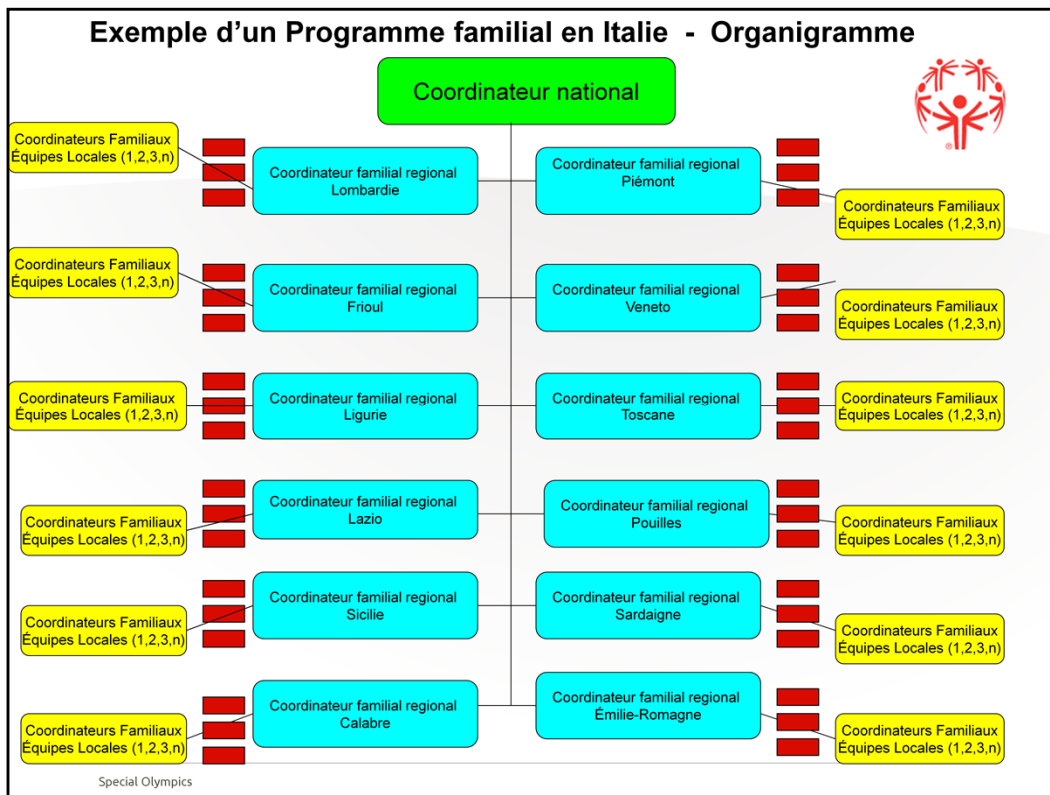 Exemple d'un Programme familial en Italie - Organigramme
Coordinateur national
®
Coordinateurs Familiaux
Équipes Locales (1,2,3,n)
Coordinateur familial regional
Lombardie
Coordinateur familial regional
Piémont
Coordinateurs Familiaux
Équipes Locales (1,2,3,n)
Coordinateurs Familiaux
Équipes Locales (1,2,3,n)
Coordinateur familial regional
Frioul
Coordinateur familial regional
Veneto
Coordinateurs Familiaux
Équipes Locales (1,2,3,n)
Coordinateurs Familiaux
Équipes Locales (1,2,3,n)
Coordinateur familial regional
Ligurie
Coordinateur familial regional
Toscane
Coordinateurs Familiaux
Équipes Locales (1,2,3,n)
Coordinateurs Familiaux
Équipes Locales (1,2,3,n)
Coordinateur familial regional
Lazio
Coordinateur familial regional
Pouilles
Coordinateurs Familiaux
Équipes Locales (1,2,3,n)
Coordinateurs Familiaux
Équipes Locales (1,2,3,n)
Coordinateur familial regional
Sicilie
Coordinateur familial regional
Sardaigne
Coordinateurs Familiaux
Équipes Locales (1,2,3,n)
Coordinateurs Familiaux
Équipes Locales (1,2,3,n)
Coordinateur familial regional
Calabre
Coordinateur familial regional
Émilie-Romagne
Coordinateurs Familiaux
Équipes Locales (1,2,3,n)
Special Olympics